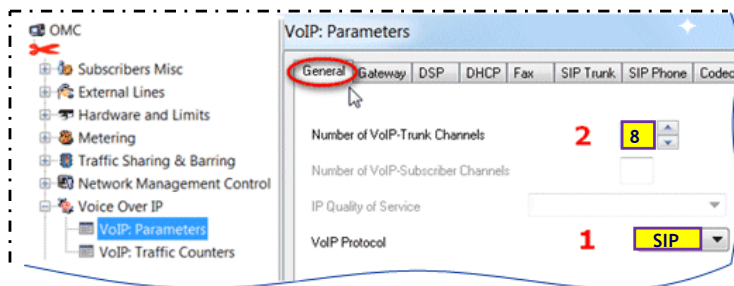 OMC
Subscribers Misc
External Lines
Hardware and Limits
Metering
Traffic Sharing & Barring
Network Management Control
Voice Over IP
VoIP: Parameters
VoIP: Traffic Counters
VoIP: Parameters
General Gateway DSP DHCP Fax SIP Trunk SIP Phone Codec
Number of VoIP-Trunk Channels 2 8
Number of VoIP-Subscriber Channels
IP Quality of Service
VoIP Protocol 1 SIP